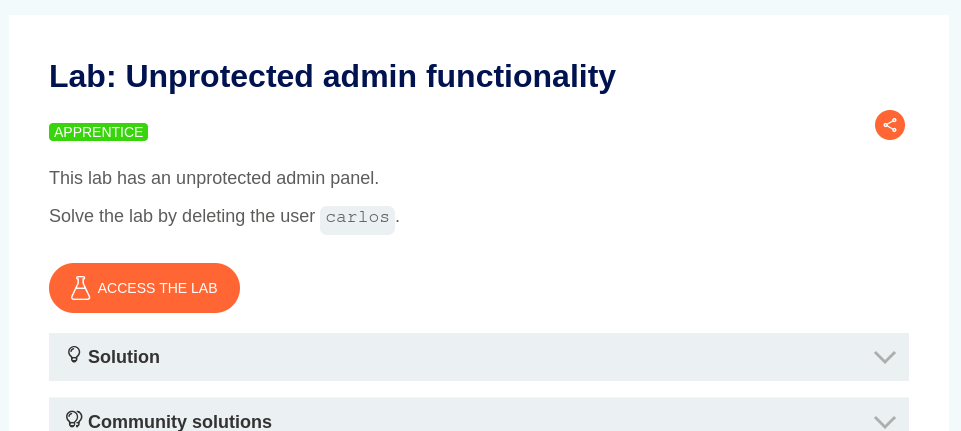 Lab: Unprotected admin functionality
APPRENTICE
This lab has an unprotected admin panel.
Solve the lab by deleting the user carlos.
ACCESS THE LAB
Solution
Community solutions